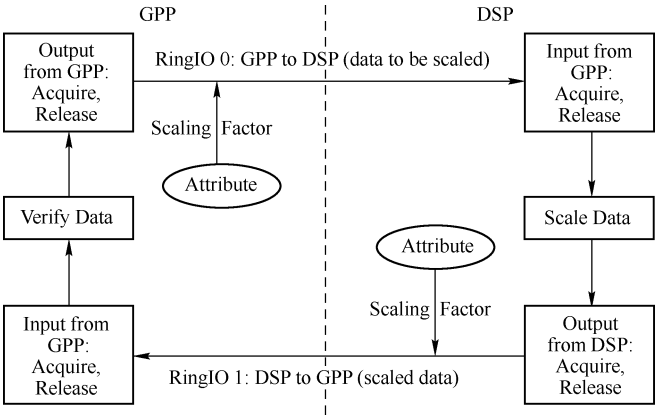 GPP
DSP
Output
from GPP:
Acquire,
Release
RingIO 0: GPP to DSP (data to be scaled)
Input from
GPP:
Acquire,
Release
Scaling Factor
Attribute
Verify Data
Scale Data
Attribute
Scaling Factor
Input from
GPP:
Acquire,
Release
Output
from DSP:
Acquire,
Release
RingIO 1: DSP to GPP (scaled data)